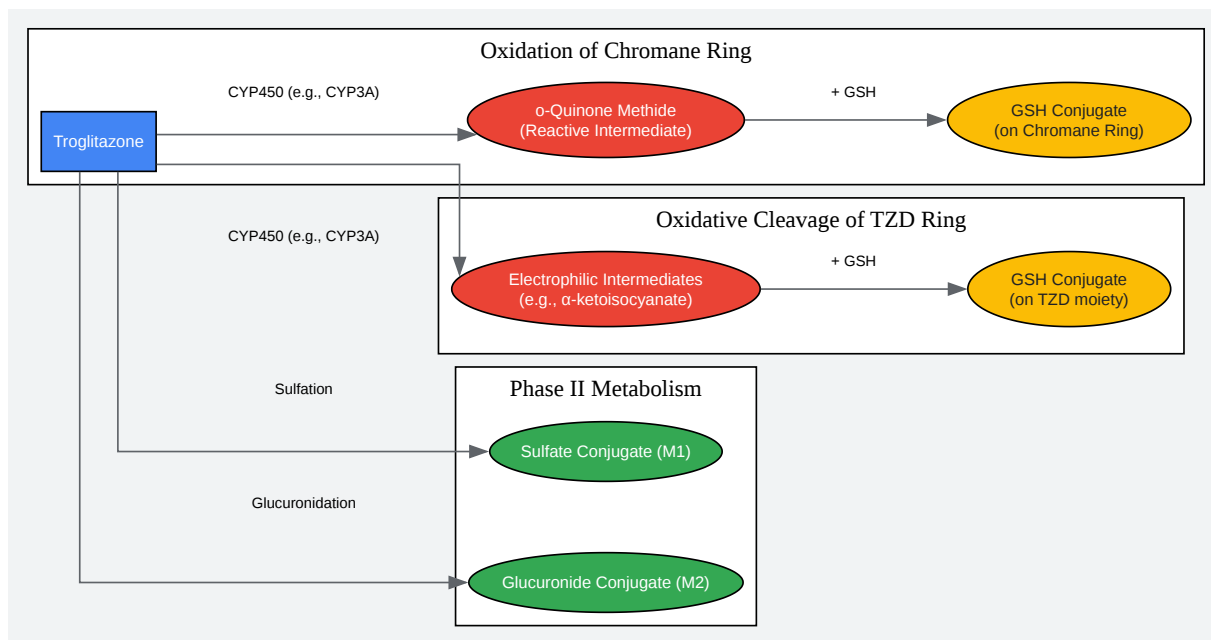 Oxidation of Chromane Ring
CYP450 (e.g., CYP3A)
Troglitazone
o-Quinone Methide
(Reactive Intermediate)
+ GSH
GSH Conjugate
(on Chromane Ring)
Oxidative Cleavage of TZD Ring
CYP450 (e.g., CYP3A)
Electrophilic Intermediates
(e.g., α-ketoisocyanate)
+ GSH
GSH Conjugate
(on TZD moiety)
Phase II Metabolism
Sulfation
Sulfate Conjugate (M1)
Glucuronidation
Glucuronide Conjugate (M2)